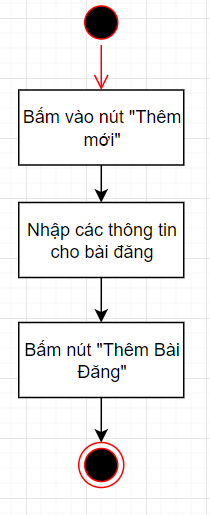 Bấm vào nút "Thêm
mới"
Nhập các thông tin
cho bài đăng
Bấm nút "Thêm Bài
Đăng"